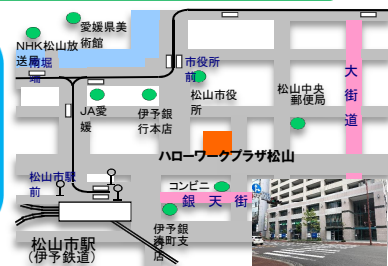 愛媛県美
術館
NHK松山放
送局
南堀
端
市役所
前
松山市役
所
JA愛
媛
伊予銀
行本店
松山中央
郵便局
大街道
ハローワークプラザ松山
松山市駅
前
コンビニ
銀天街
伊予銀
湊町支
店
松山市駅
(伊予鉄道)